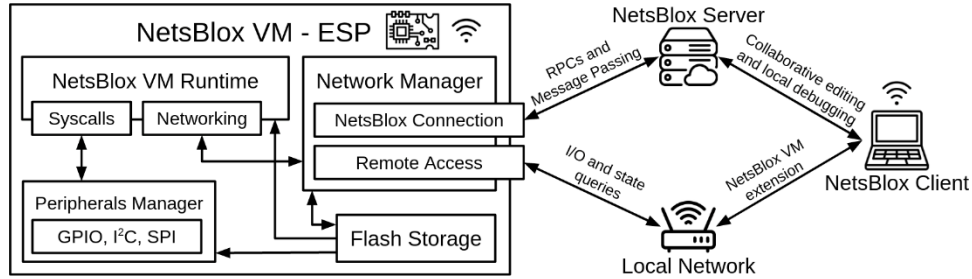 NetsBlox VM - ESP
NetsBlox VM Runtime
Syscalls
Networking
Network Manager
NetsBlox Connection
Remote Access
Peripherals Manager
GPIO, I²C, SPI
Flash Storage
NetsBlox Server
RPCs and
Message Passing
Collaborative editing
and local debugging
I/O and state
queries
NetsBlox VM
extension
NetsBlox Client
Local Network